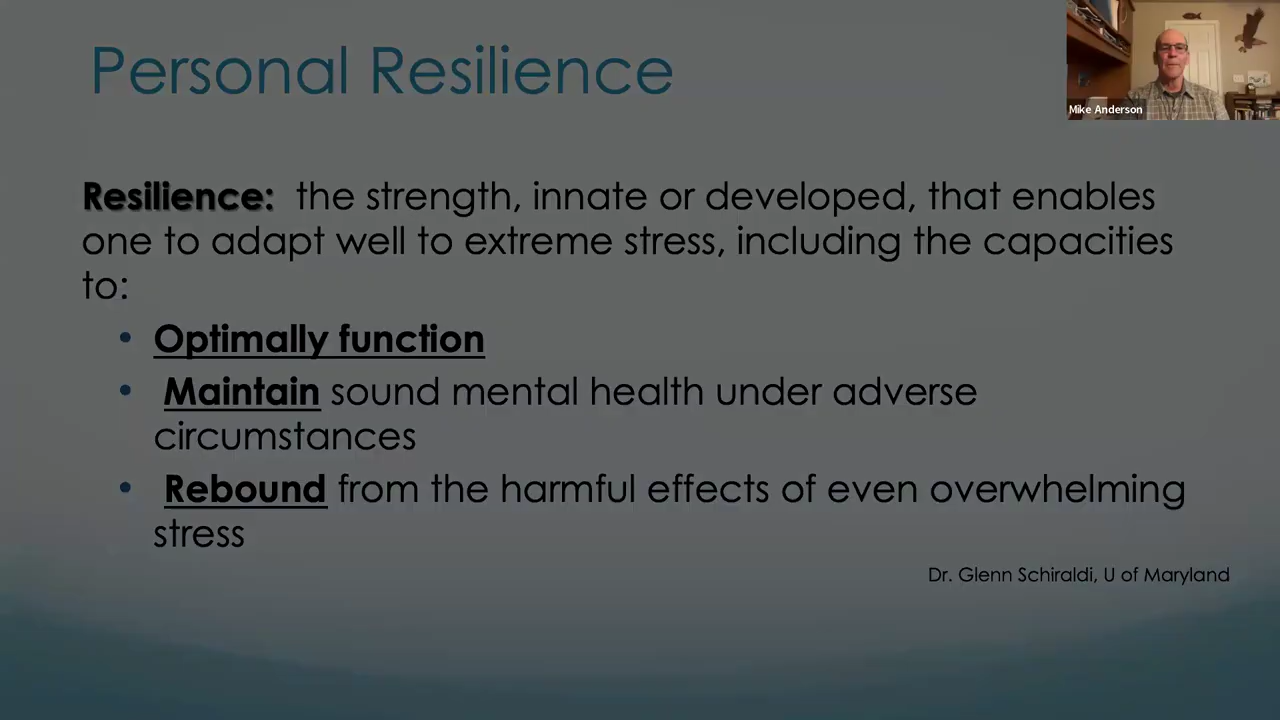 Personal Resilience
Mike Anderson
Resilience: the strength, innate or developed, that enables
one to adapt well to extreme stress, including the capacities
to:
• Optimally function
• Maintain sound mental health under adverse
circumstances
• Rebound from the harmful effects of even overwhelming
stress
Dr. Glenn Schiraldi, U of Maryland